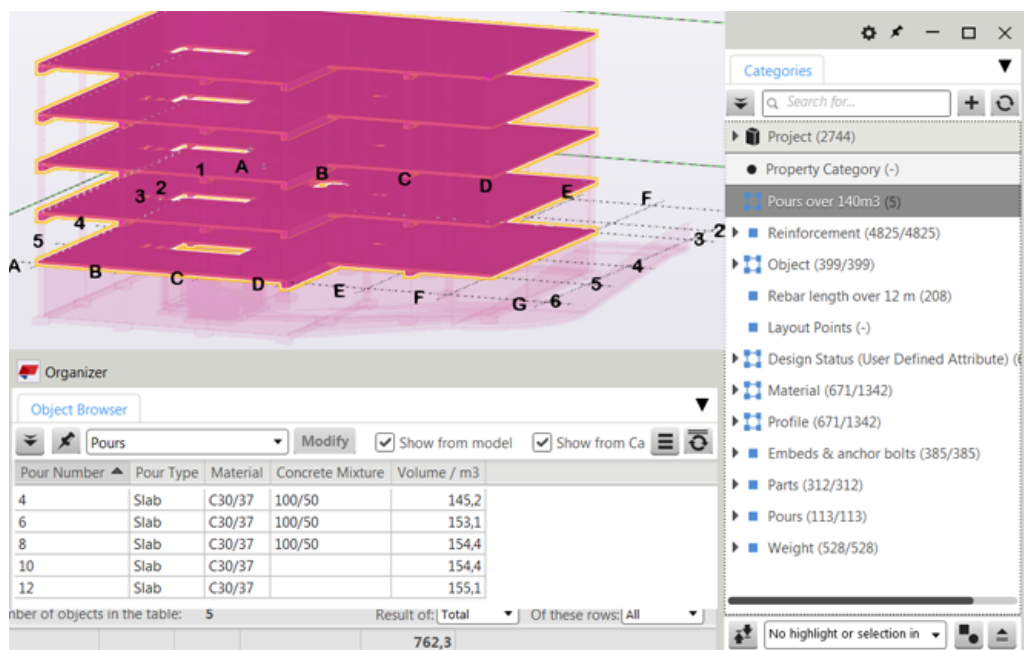 1 A B C D E F
3 2
4
5
A B C D E F G 6 5 4 3 2
Categories
Search for...
Project (2744)
Property Category (-)
Pours over 140m3 (5)
Reinforcement (4825/4825)
Object (399/399)
Rebar length over 12 m (208)
Layout Points (-)
Design Status (User Defined Attribute) (
Material (671/1342)
Profile (671/1342)
Embeds & anchor bolts (385/385)
Parts (312/312)
Pours (113/113)
Weight (528/528)
No highlight or selection in
Organizer
Object Browser
Pours Modify Show from model Show from Ca
Pour Number Pour Type Material Concrete Mixture Volume / m3
4 Slab C30/37 100/50 145,2
6 Slab C30/37 100/50 153,1
8 Slab C30/37 100/50 154,4
10 Slab C30/37 154,4
12 Slab C30/37 155,1
mber of objects in the table: 5 Result of: Total Of these rows: All
762,3